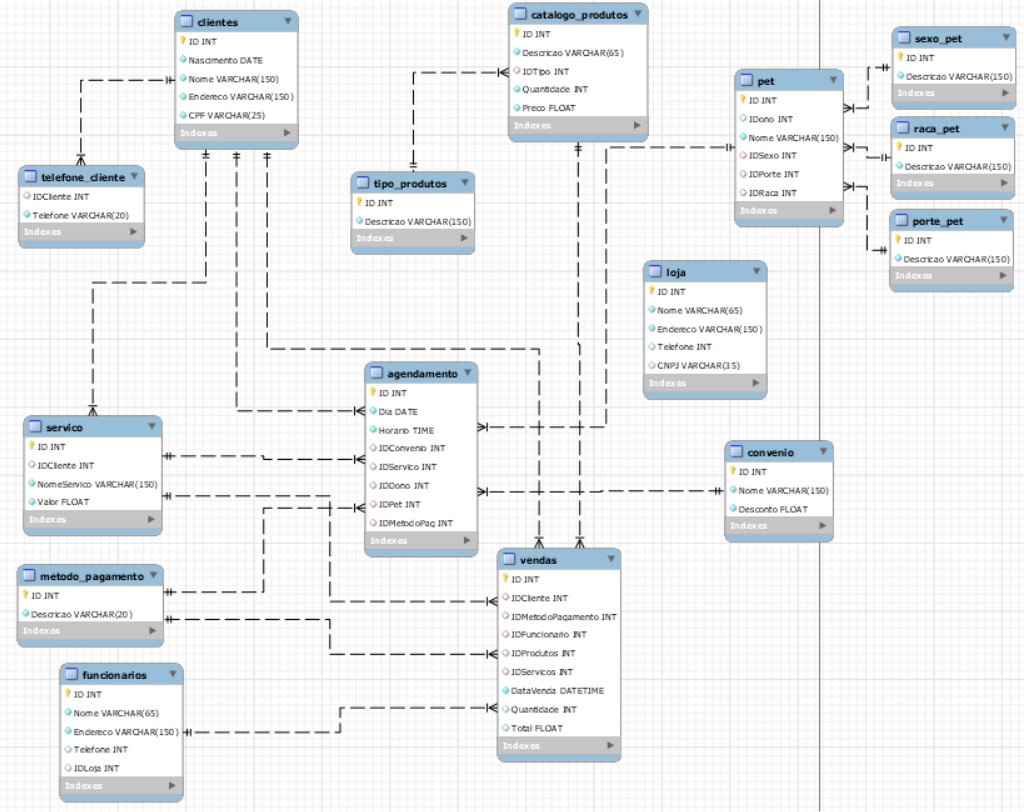 clientes
ID INT
Nascimento DATE
Nome VARCHAR(150)
Endereco VARCHAR(150)
CPF VARCHAR(25)
Indexes
catalogo_produtos
ID INT
Descricao VARCHAR(65)
IDTipo INT
Quantidade INT
Preco FLOAT
Indexes
sexo_pet
ID INT
Descricao VARCHAR(150)
Indexes
pet
ID INT
IDono INT
Nome VARCHAR(150)
IDSexo INT
IDPorte INT
IDRaca INT
Indexes
raca_pet
ID INT
Descricao VARCHAR(150)
Indexes
telefone_cliente
IDCliente INT
Telefone VARCHAR(20)
Indexes
tipo_produtos
ID INT
Descricao VARCHAR(150)
Indexes
porte_pet
ID INT
Descricao VARCHAR(150)
Indexes
loja
ID INT
Nome VARCHAR(65)
Endereco VARCHAR(150)
Telefone INT
CNPJ VARCHAR(35)
Indexes
agendamento
ID INT
Dia DATE
Horario TIME
IDConvenio INT
IDServico INT
IDDono INT
IDPet INT
IDMetodoPag INT
Indexes
servico
ID INT
IDCliente INT
NomeServico VARCHAR(150)
Valor FLOAT
Indexes
convenio
ID INT
Nome VARCHAR(150)
Desconto FLOAT
Indexes
metodo_pagamento
ID INT
Descricao VARCHAR(20)
Indexes
vendas
ID INT
IDCliente INT
IDMetodoPagamento INT
IDFuncionario INT
IDProdutos INT
IDServicos INT
DataVenda DATETIME
Quantidade INT
Total FLOAT
Indexes
funcionarios
ID INT
Nome VARCHAR(65)
Endereco VARCHAR(150)
Telefone INT
IDLoja INT
Indexes